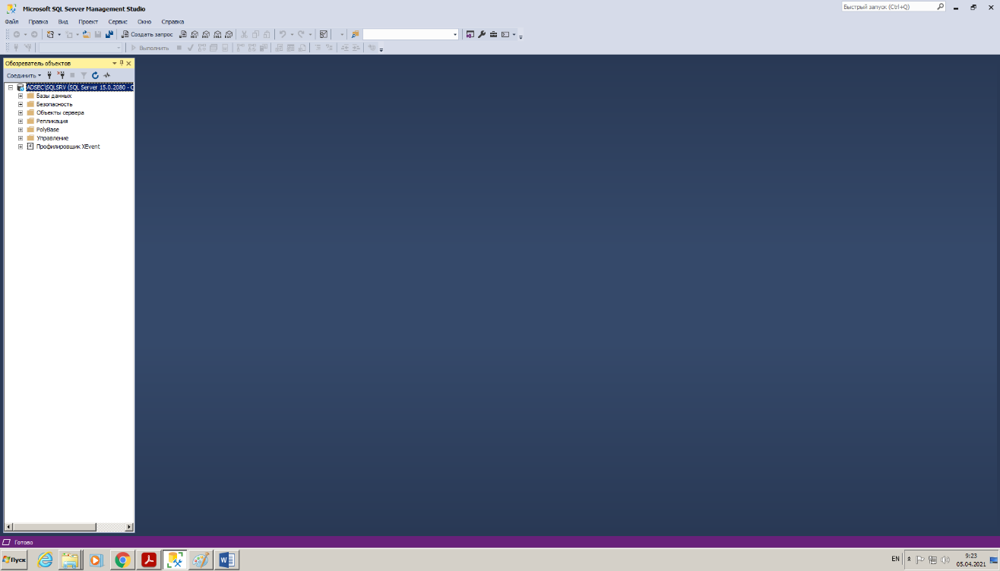 Microsoft SQL Server Management Studio
Быстрый запуск (Ctrl+Q)
Файл Правка Вид Проект Сервис Окно Справка
Создать запрос
Выполнить
Обозреватель объектов
Соединить
ADSEC\SQLSRV (SQL Server 15.0.2080 - C
Базы данных
Безопасность
Объекты сервера
Репликация
PolyBase
Управление
Профилировщик XEvent
Готово
Пуск
EN
9:23
05.04.2021